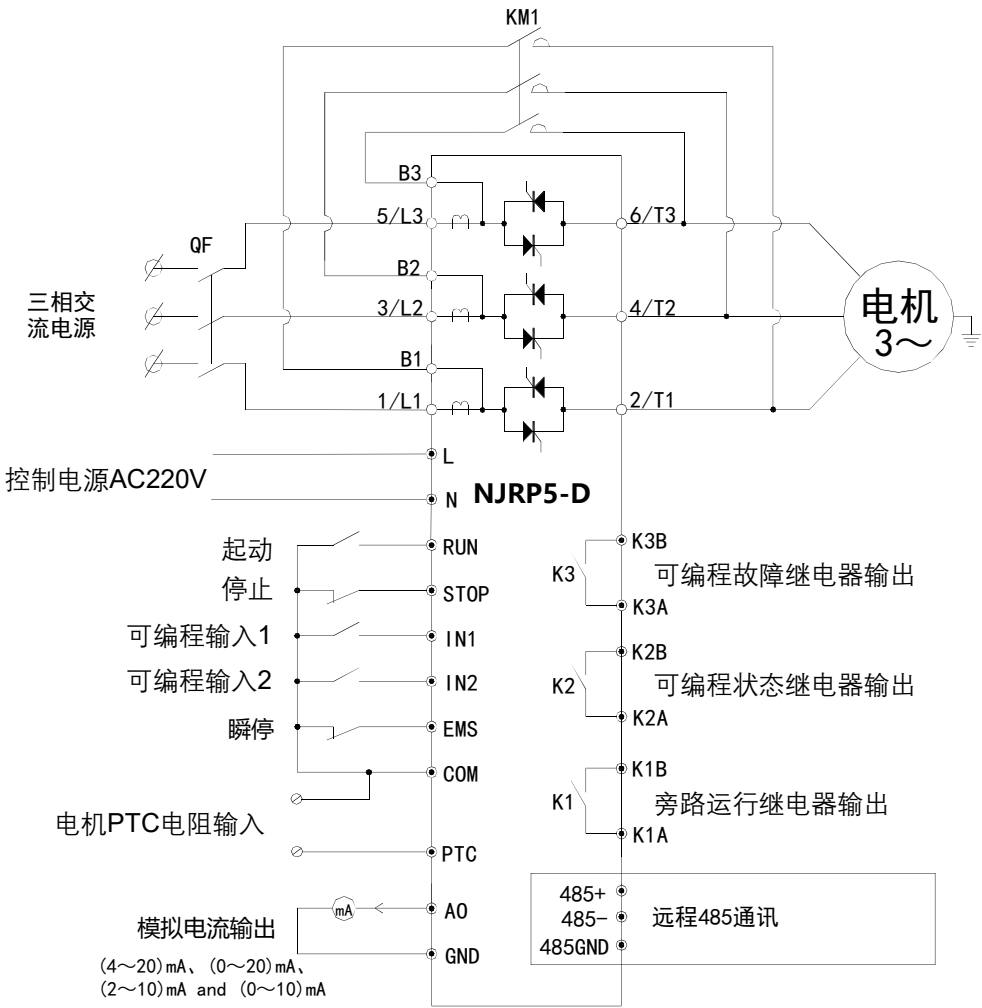 KM1
B3
5/L3
6/T3
QF
B2
三相交
流电源
3/L2
4/T2
电机
3～
B1
1/L1
2/T1
控制电源AC220V
L
N
NJRP5-D
起动
RUN
停止
STOP
可编程输入1
IN1
可编程输入2
IN2
瞬停
EMS
COM
电机PTC电阻输入
PTC
mA
AO
模拟电流输出
GND
(4～20)mA、(0～20)mA、
(2～10)mA and (0～10)mA
K3B
K3
可编程故障继电器输出
K3A
K2B
K2
可编程状态继电器输出
K2A
K1B
K1
旁路运行继电器输出
K1A
485+
485-
远程485通讯
485GND